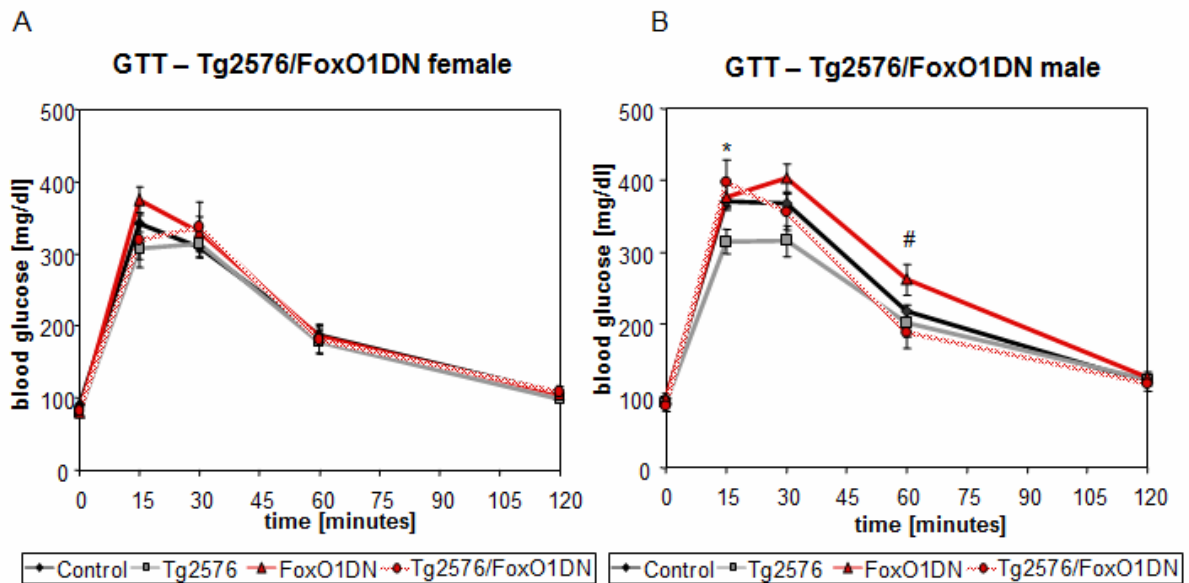 A
GTT – Tg2576/FoxO1DN female
blood glucose [mg/dl]
500
400
300
200
100
0
0 15 30 45 60 75 90 105 120
time [minutes]
Control Tg2576 FoxO1DN Tg2576/FoxO1DN
B
GTT – Tg2576/FoxO1DN male
blood glucose [mg/dl]
500
400
300
200
100
0
*
#
0 15 30 45 60 75 90 105 120
time [minutes]
Control Tg2576 FoxO1DN Tg2576/FoxO1DN